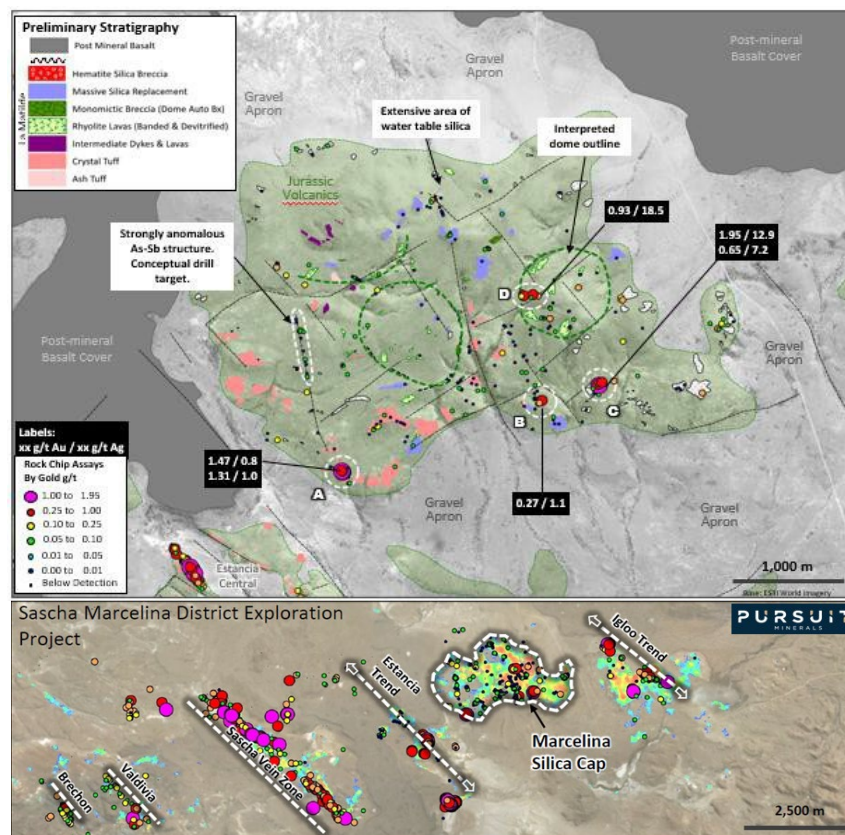 Preliminary Stratigraphy
Post Mineral Basalt
La Matilde
Hematite Silica Breccia
Massive Silica Replacement
Monomictic Breccia (Dome Auto Bx)
Rhyolite Lavas (Banded & Devitrified)
Intermediate Dykes & Lavas
Crystal Tuff
Ash Tuff
Gravel
Apron
Gravel
Apron
Post-mineral
Basalt Cover
Extensive area of
water table silica
Interpreted
dome outline
Jurassic
Volcanics
0.93 / 18.5
1.95 / 12.9
0.65 / 7.2
Strongly anomalous
As-Sb structure.
Conceptual drill
target.
D
Post-mineral
Basalt Cover
Gravel
Apron
B
C
Labels:
xx g/t Au / xx g/t Ag
Rock Chip Assays
By Gold g/t
1.00 to 1.95
0.25 to 1.00
0.10 to 0.25
0.05 to 0.10
0.01 to 0.05
0.00 to 0.01
Below Detection
1.47 / 0.8
1.31 / 1.0
A
0.27 / 1.1
Gravel
Apron
Gravel
Apron
Estancia
Central
1,000 m
Base: ESRI World Imagery
Sascha Marcelina District Exploration
Project
PURSUIT
MINERALS
Igloo Trend
Estancia
Trend
Marcelina
Silica Cap
Sascha Vein Zone
Valdivia
Brechon
2,500 m